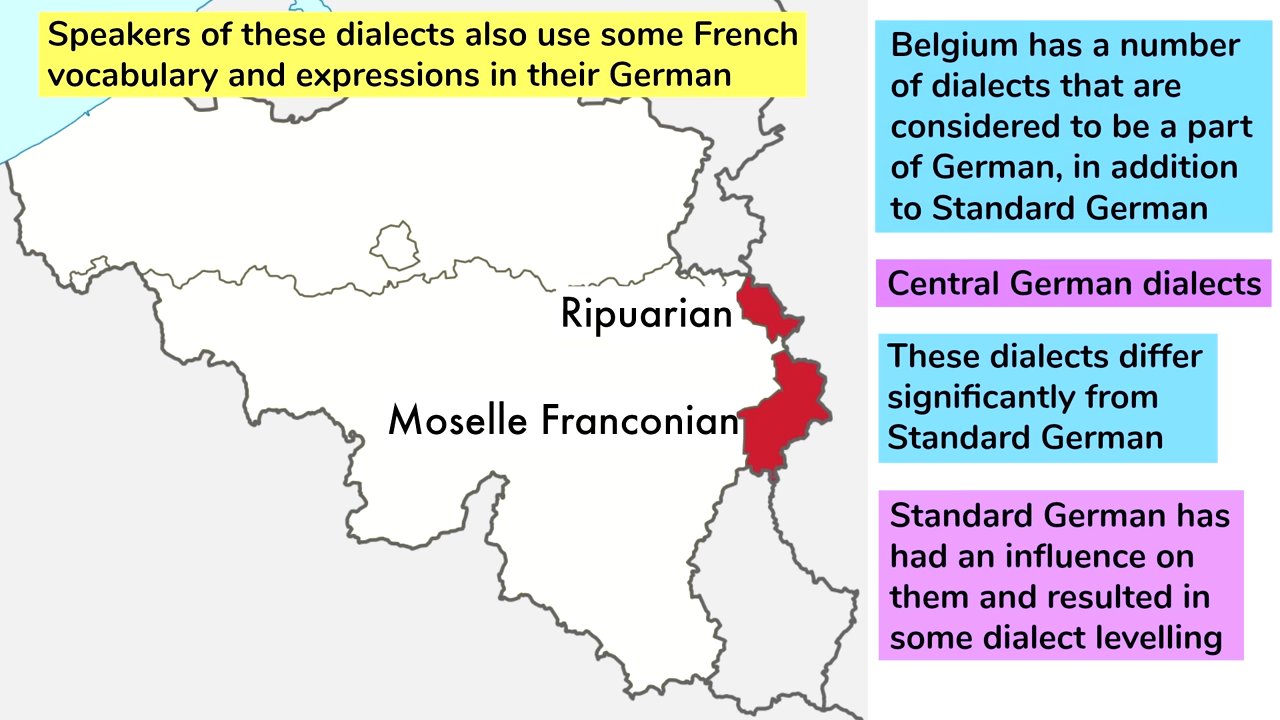 Speakers of these dialects also use some French
vocabulary and expressions in their German
Belgium has a number
of dialects that are
considered to be a part
of German, in addition
to Standard German
Central German dialects
Ripuarian
These dialects differ
significantly from
Standard German
Moselle Franconian
Standard German has
had an influence on
them and resulted in
some dialect levelling